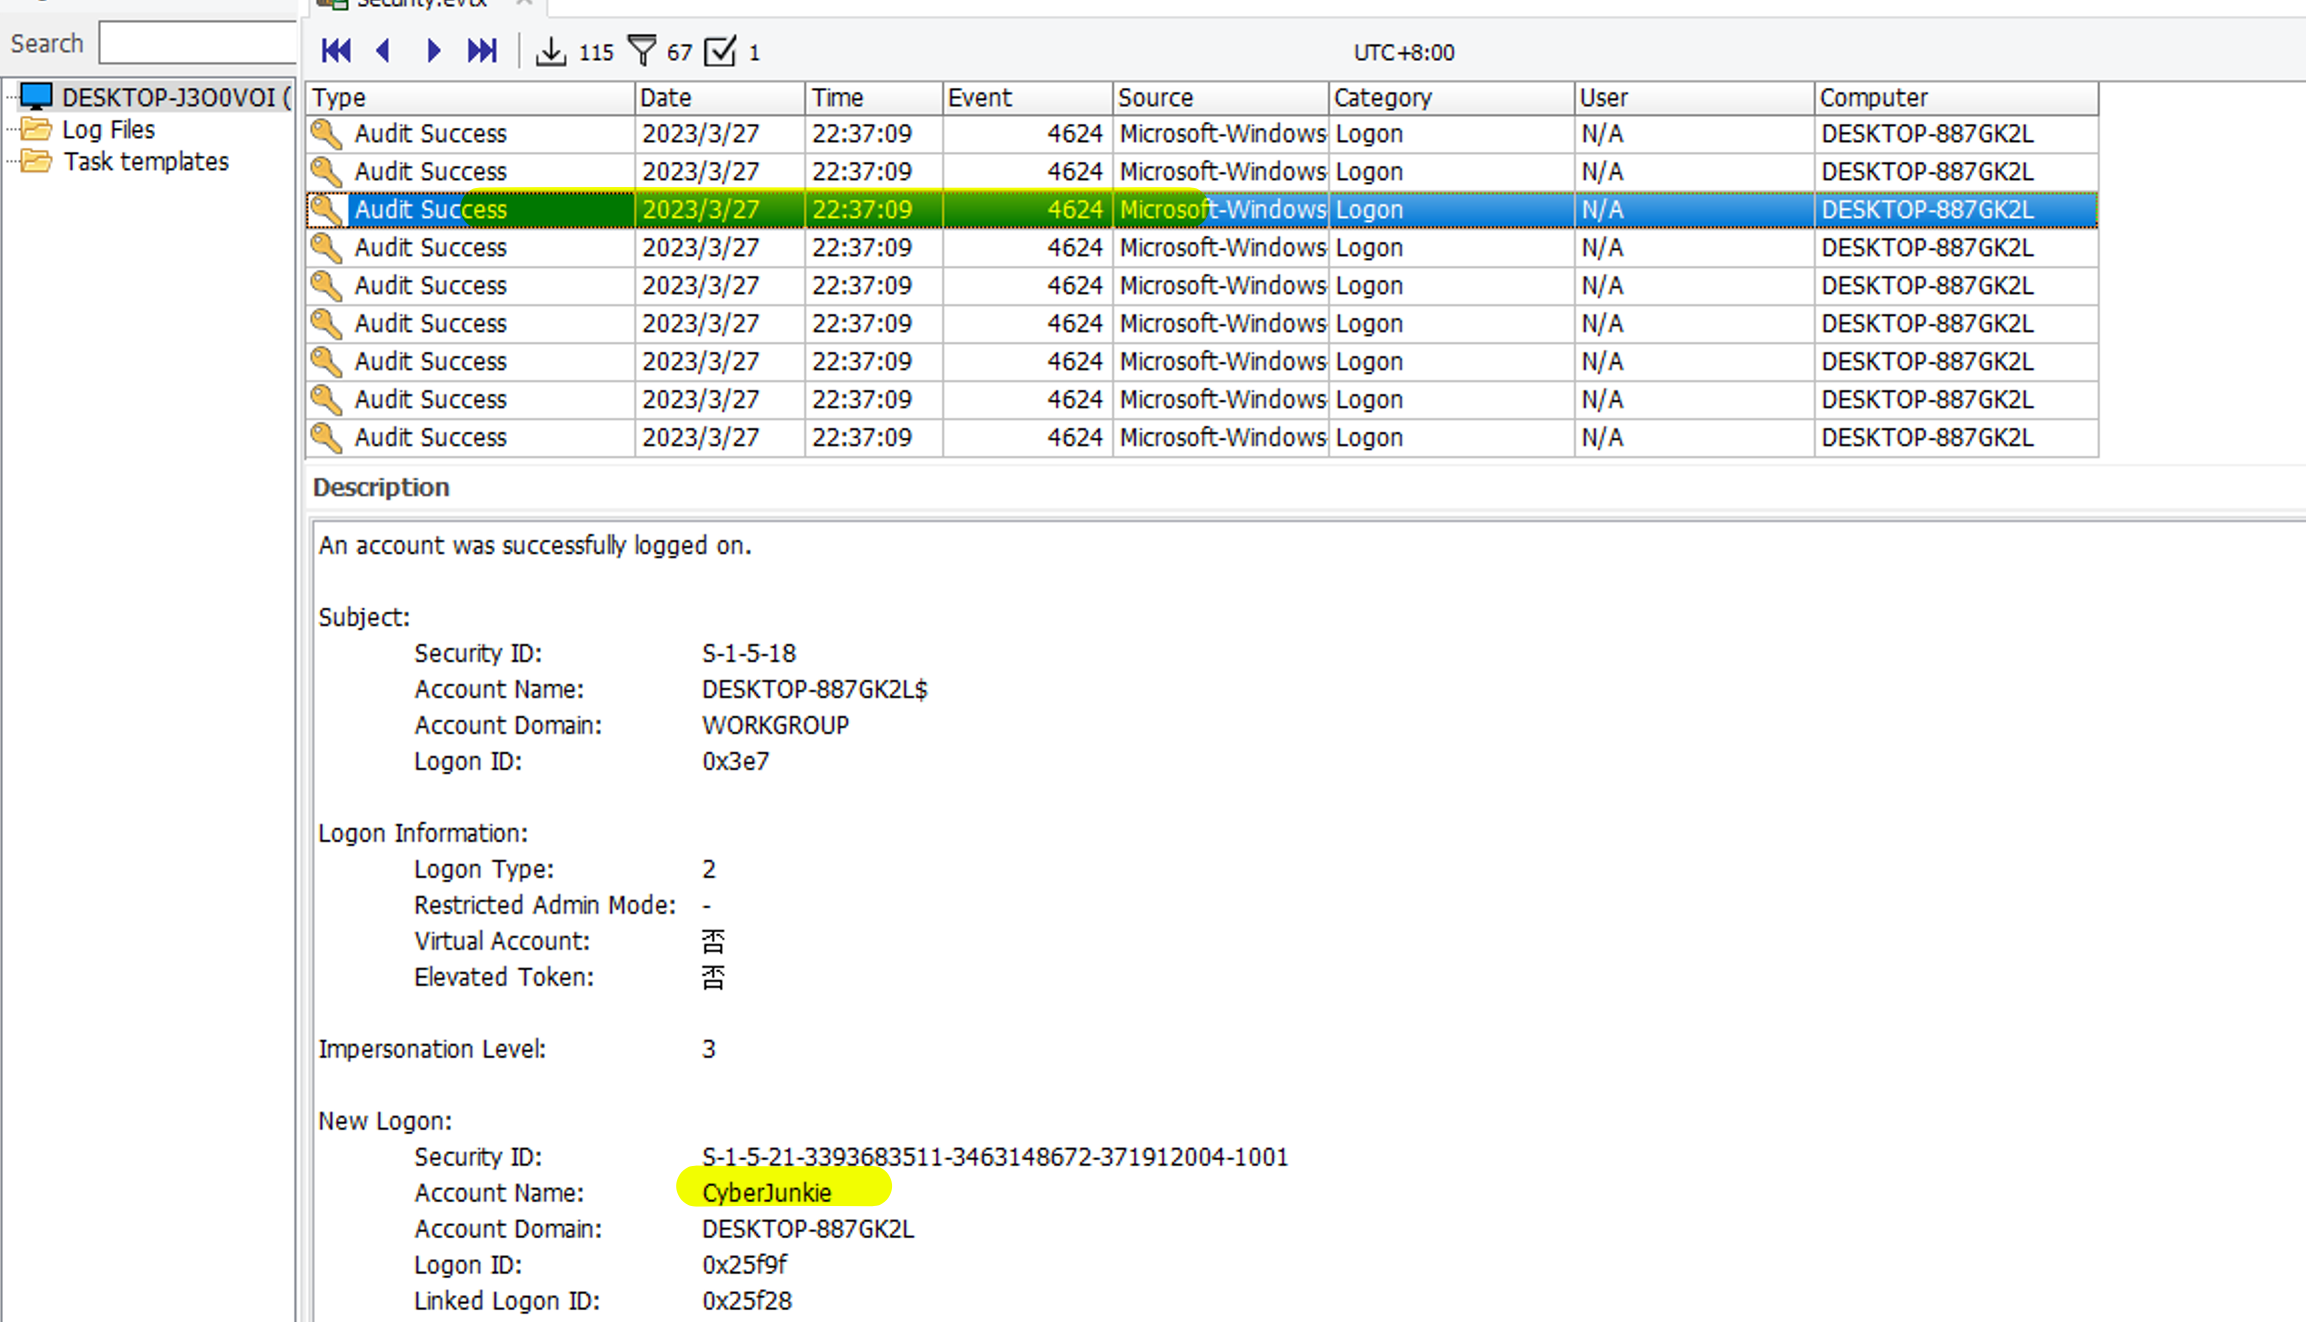 Security.evtx
Search
115 67 1 UTC+8:00
DESKTOP-J3O0VOI (
Log Files
Task templates
Type Date Time Event Source Category User Computer
Audit Success 2023/3/27 22:37:09 4624 Microsoft-Windows Logon N/A DESKTOP-887GK2L
Audit Success 2023/3/27 22:37:09 4624 Microsoft-Windows Logon N/A DESKTOP-887GK2L
Audit Success 2023/3/27 22:37:09 4624 Microsoft-Windows Logon N/A DESKTOP-887GK2L
Audit Success 2023/3/27 22:37:09 4624 Microsoft-Windows Logon N/A DESKTOP-887GK2L
Audit Success 2023/3/27 22:37:09 4624 Microsoft-Windows Logon N/A DESKTOP-887GK2L
Audit Success 2023/3/27 22:37:09 4624 Microsoft-Windows Logon N/A DESKTOP-887GK2L
Audit Success 2023/3/27 22:37:09 4624 Microsoft-Windows Logon N/A DESKTOP-887GK2L
Audit Success 2023/3/27 22:37:09 4624 Microsoft-Windows Logon N/A DESKTOP-887GK2L
Audit Success 2023/3/27 22:37:09 4624 Microsoft-Windows Logon N/A DESKTOP-887GK2L
Description
An account was successfully logged on.
Subject:
Security ID: S-1-5-18
Account Name: DESKTOP-887GK2L$
Account Domain: WORKGROUP
Logon ID: 0x3e7
Logon Information:
Logon Type: 2
Restricted Admin Mode: -
Virtual Account: 否
Elevated Token: 否
Impersonation Level: 3
New Logon:
Security ID: S-1-5-21-3393683511-3463148672-371912004-1001
Account Name: CyberJunkie
Account Domain: DESKTOP-887GK2L
Logon ID: 0x25f9f
Linked Logon ID: 0x25f28